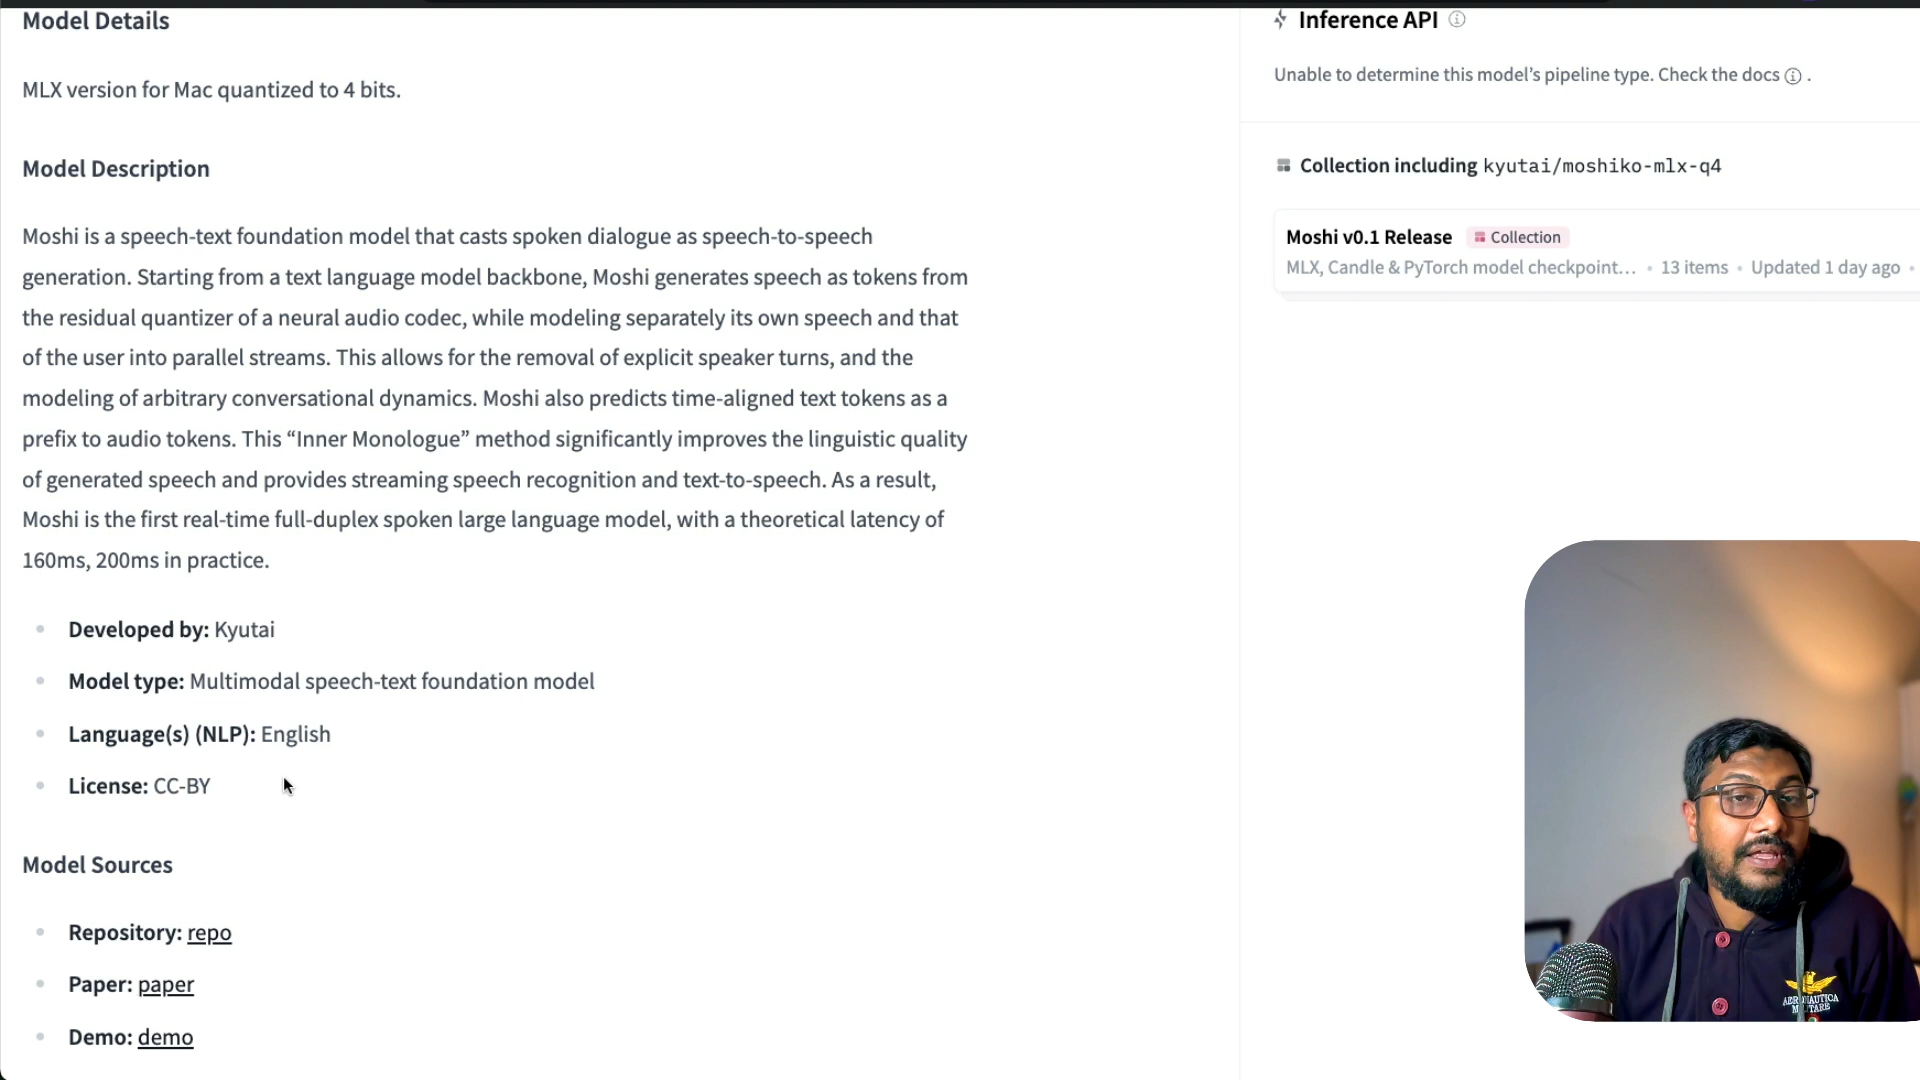 Model Details
MLX version for Mac quantized to 4 bits.
Model Description
Moshi is a speech-text foundation model that casts spoken dialogue as speech-to-speech
generation. Starting from a text language model backbone, Moshi generates speech as tokens from
the residual quantizer of a neural audio codec, while modeling separately its own speech and that
of the user into parallel streams. This allows for the removal of explicit speaker turns, and the
modeling of arbitrary conversational dynamics. Moshi also predicts time-aligned text tokens as a
prefix to audio tokens. This “Inner Monologue” method significantly improves the linguistic quality
of generated speech and provides streaming speech recognition and text-to-speech. As a result,
Moshi is the first real-time full-duplex spoken large language model, with a theoretical latency of
160ms, 200ms in practice.
Developed by: Kyutai
Model type: Multimodal speech-text foundation model
Language(s) (NLP): English
License: CC-BY
Model Sources
Repository: repo
Paper: paper
Demo: demo
Inference API
Unable to determine this model’s pipeline type. Check the docs .
Collection including kyutai/moshiko-mlx-q4
Moshi v0.1 Release Collection
MLX, Candle & PyTorch model checkpoint… • 13 items • Updated 1 day ago •
AERONAUTICA
MILITARE